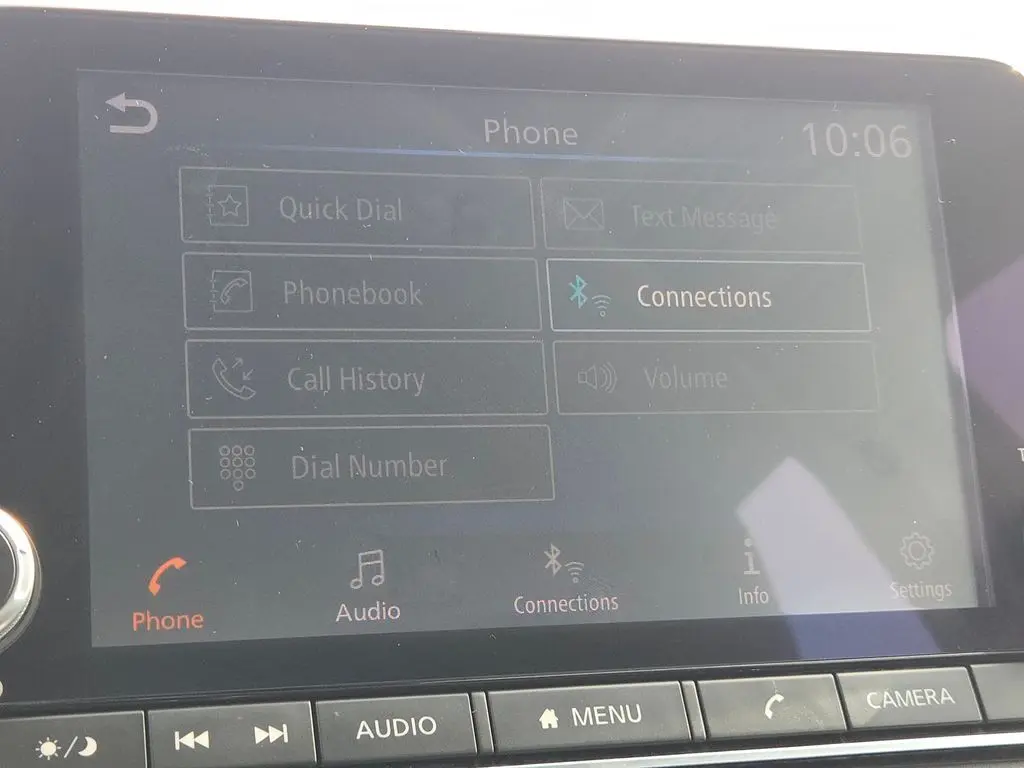 Phone
10:06
Quick Dial
Text Message
Phonebook
Connections
Call History
Volume
Dial Number
Phone
Audio
Connections
Info
Settings
AUDIO
MENU
CAMERA